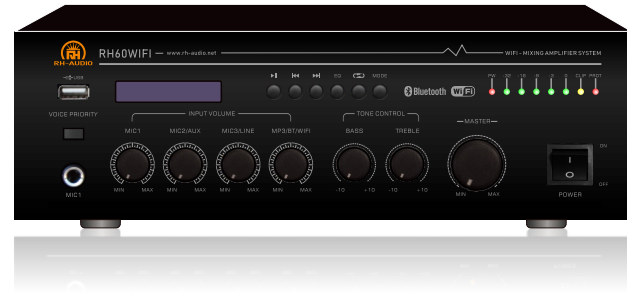 RH
RH-AUDIO
RH60WIFI
www.rh-audio.net
WIFI - MIXING AMPLIFIER SYSTEM
USB
EQ
MODE
Bluetooth
WiFi
PW
CLIP
PROT
VOICE PRIORITY
MIC1
INPUT VOLUME
TONE CONTROL
MASTER
MIC1
MIC2/AUX
MIC3/LINE
MP3/BT/WIFI
BASS
TREBLE
MIN MAX
MIN MAX
MIN MAX
MIN MAX
-10 +10
-10 +10
MIN MAX
ON
OFF
POWER